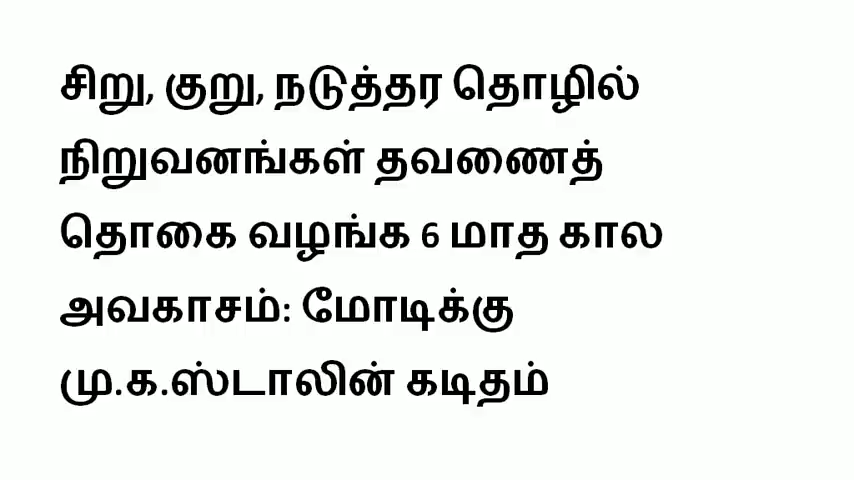 சிறு, குறு, நடுத்தர தொழில்
நிறுவனங்கள் தவணைத்
தொகை வழங்க 6 மாத கால
அவகாசம்: மோடிக்கு
மு.க.ஸ்டாலின் கடிதம்